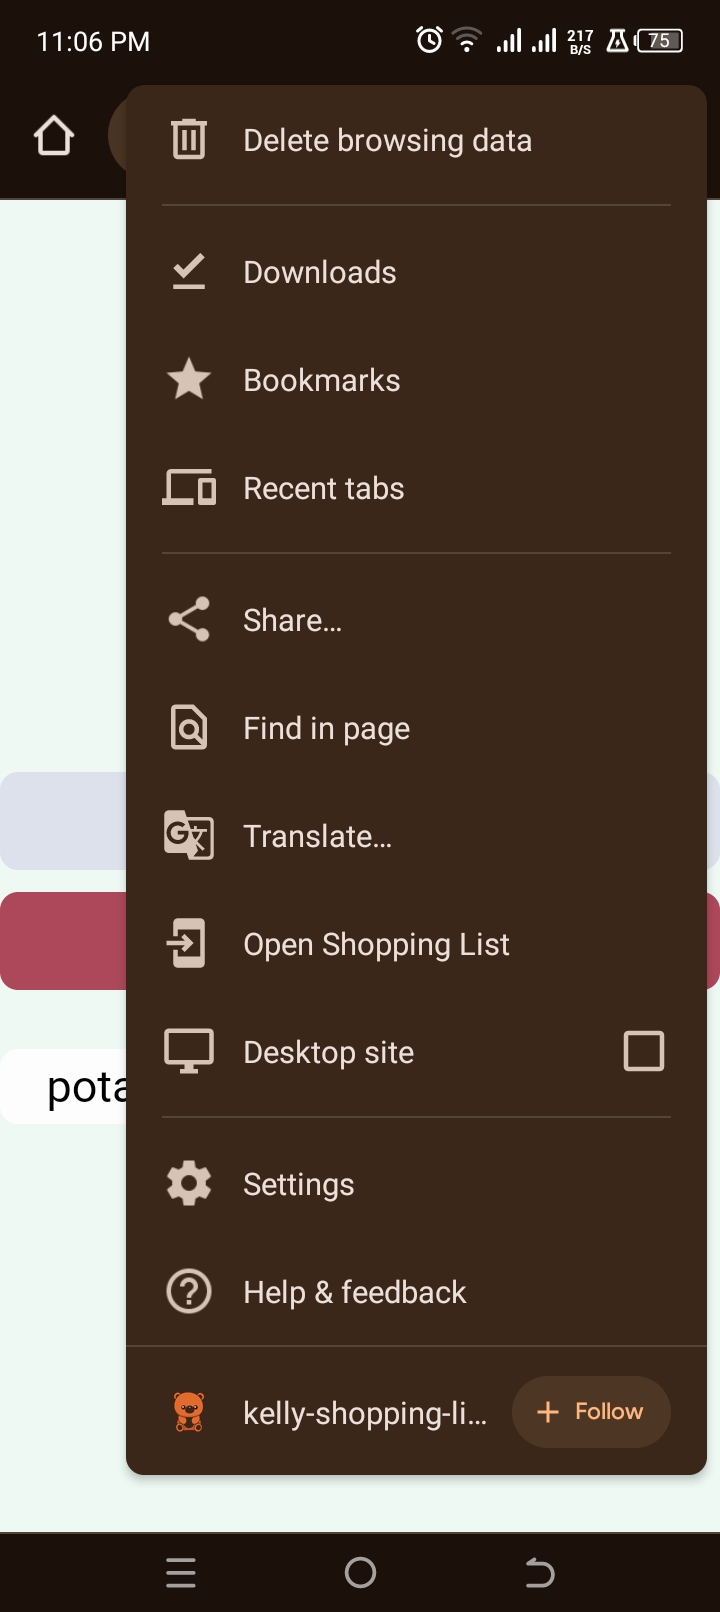 11:06 PM
217
B/S
75
Delete browsing data
Downloads
Bookmarks
Recent tabs
Share...
Find in page
Translate...
Open Shopping List
Desktop site
pota
Settings
Help & feedback
kelly-shopping-li...
Follow